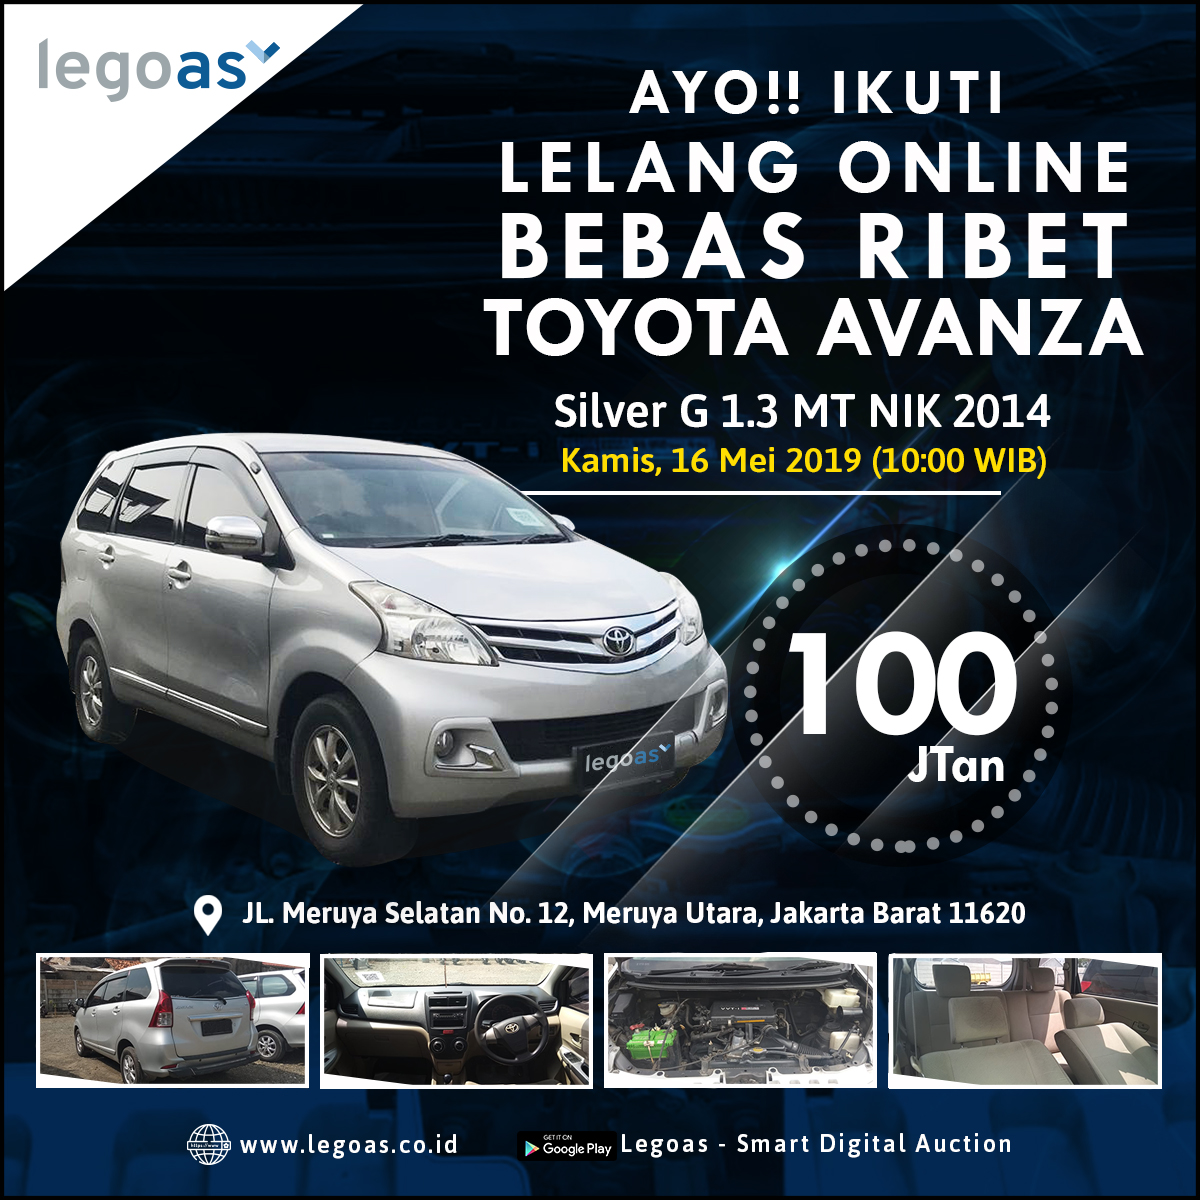 legoas
AYO!! IKUTI
LELANG ONLINE
BEBAS RIBET
TOYOTA AVANZA
Silver G 1.3 MT NIK 2014
Kamis, 16 Mei 2019 (10:00 WIB)
100
JTan
legoas
JL. Meruya Selatan No. 12, Meruya Utara, Jakarta Barat 11620
www.legoas.co.id
GET IT ON
Google Play
Legoas - Smart Digital Auction